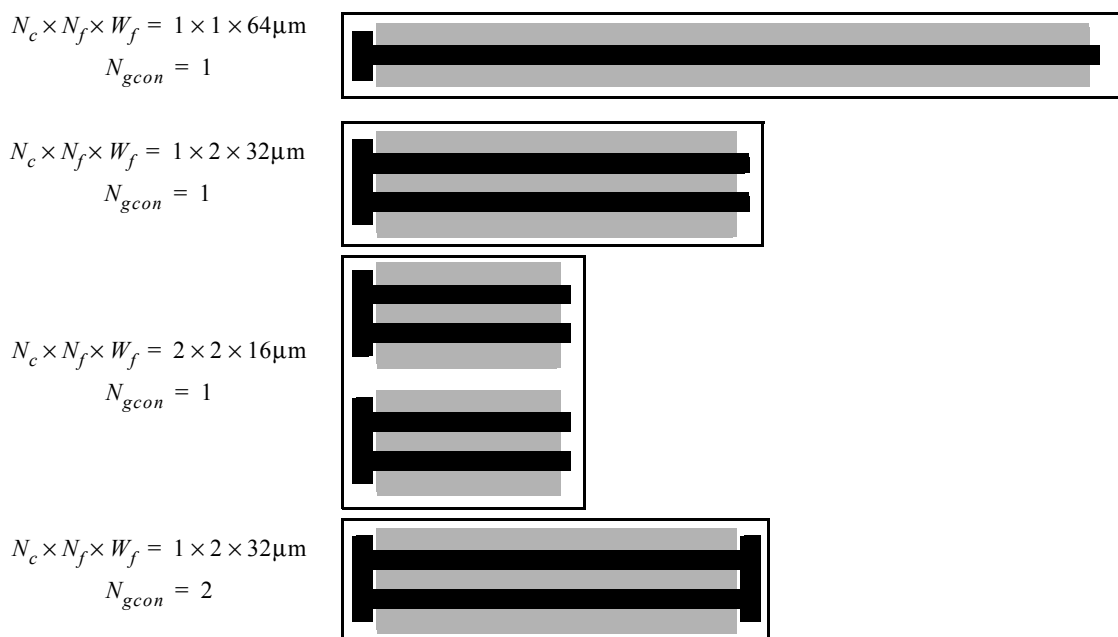 N_c × N_f × W_f = 1 × 1 × 64μm
N_gcon = 1
N_c × N_f × W_f = 1 × 2 × 32μm
N_gcon = 1
N_c × N_f × W_f = 2 × 2 × 16μm
N_gcon = 1
N_c × N_f × W_f = 1 × 2 × 32μm
N_gcon = 2